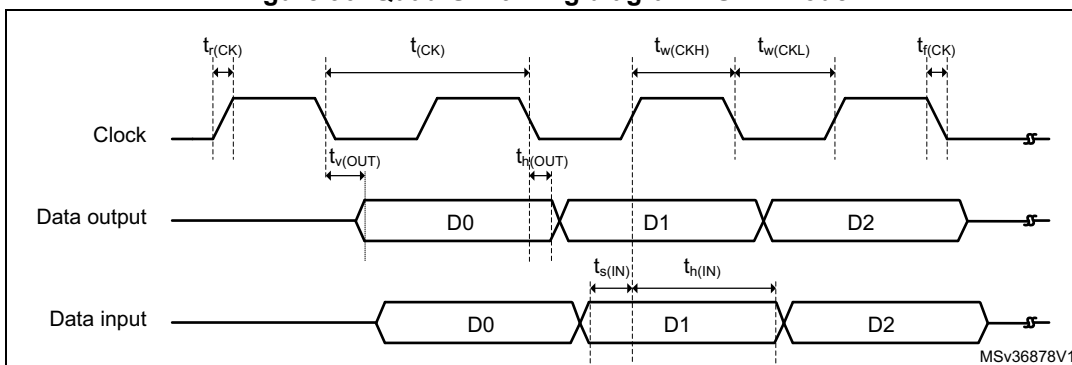 tr(CK) t(CK) tw(CKH) tw(CKL) tf(CK)
Clock
tv(OUT) th(OUT)
Data output D0 D1 D2
ts(IN) th(IN)
Data input D0 D1 D2
MSv36878V1